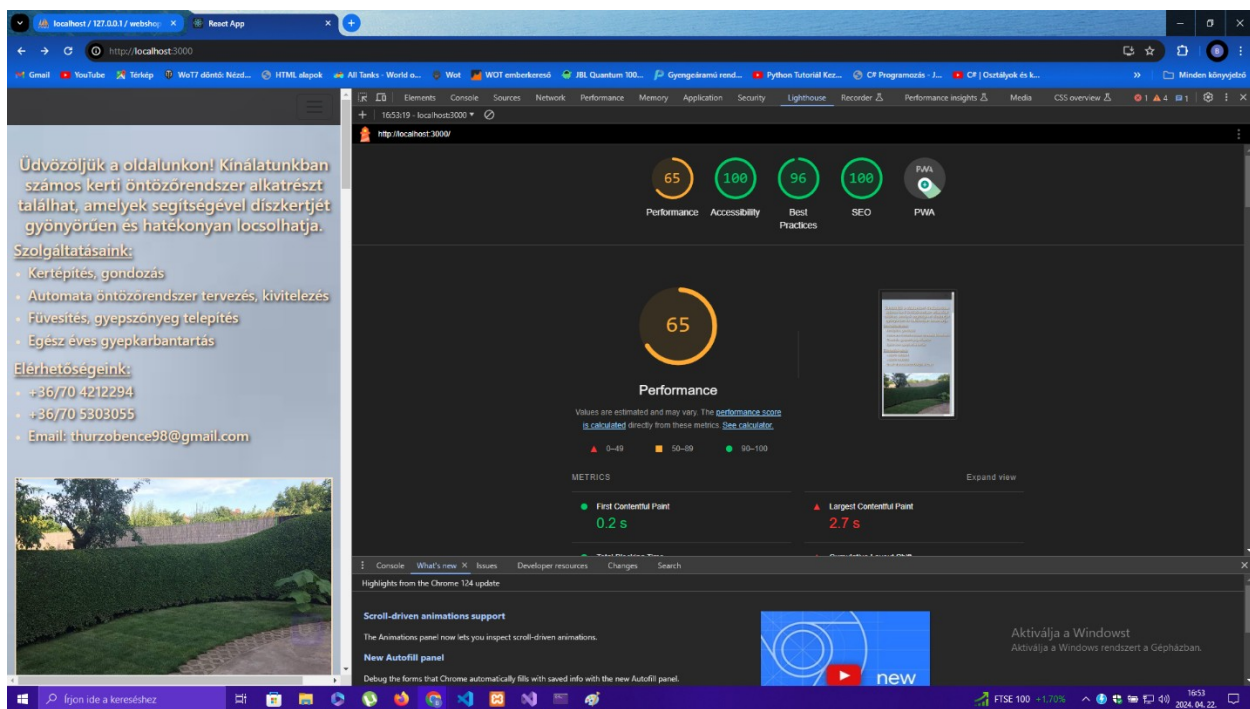 localhost / 127.0.0.1 / webshop
React App
http://localhost:3000
Gmail
YouTube
Térkép
WoT7 döntő: Nézd...
HTML alapok
All Tanks - World o...
Wot
WOT emberkereső
JBL Quantum 100...
Gyengeáramú rend...
Python Tutoriál Kez...
C# Programozás - J...
C# | Osztályok és k...
»
Minden könyvjelző
Elements
Console
Sources
Network
Performance
Memory
Application
Security
Lighthouse
Recorder
Performance insights
Media
CSS overview
1
4
1
16:53:19 - localhost:3000
http://localhost:3000/
Üdvözöljük a oldalunkon! Kínálatunkban
számos kerti öntözőrendszer alkatrészt
találhat, amelyek segítségével díszkertjét
gyönyörűen és hatékonyan locsolhatja.
Szolgáltatásaink:
Kertépítés, gondozás
Automata öntözőrendszer tervezés, kivitelezés
Füvesítés, gyepszőnyeg telepítés
Egész éves gyepkarbantartás
Elérhetőségeink:
+36/70 4212294
+36/70 5303055
Email: thurzobence98@gmail.com
65
100
96
100
PWA
Performance
Accessibility
Best
Practices
SEO
PWA
65
Performance
Values are estimated and may vary. The performance score
is calculated directly from these metrics. See calculator.
0–49
50–89
90–100
METRICS
Expand view
First Contentful Paint
0.2 s
Largest Contentful Paint
2.7 s
Console
What's new
Issues
Developer resources
Changes
Search
Highlights from the Chrome 124 update
Scroll-driven animations support
The Animations panel now lets you inspect scroll-driven animations.
New Autofill panel
Debug the forms that Chrome automatically fills with saved info with the new Autofill panel.
new
Aktiválja a Windowst
Aktiválja a Windows rendszert a Gépházban.
Írjon ide a kereséshez
FTSE 100 +1,70%
16:53
2024. 04. 22.